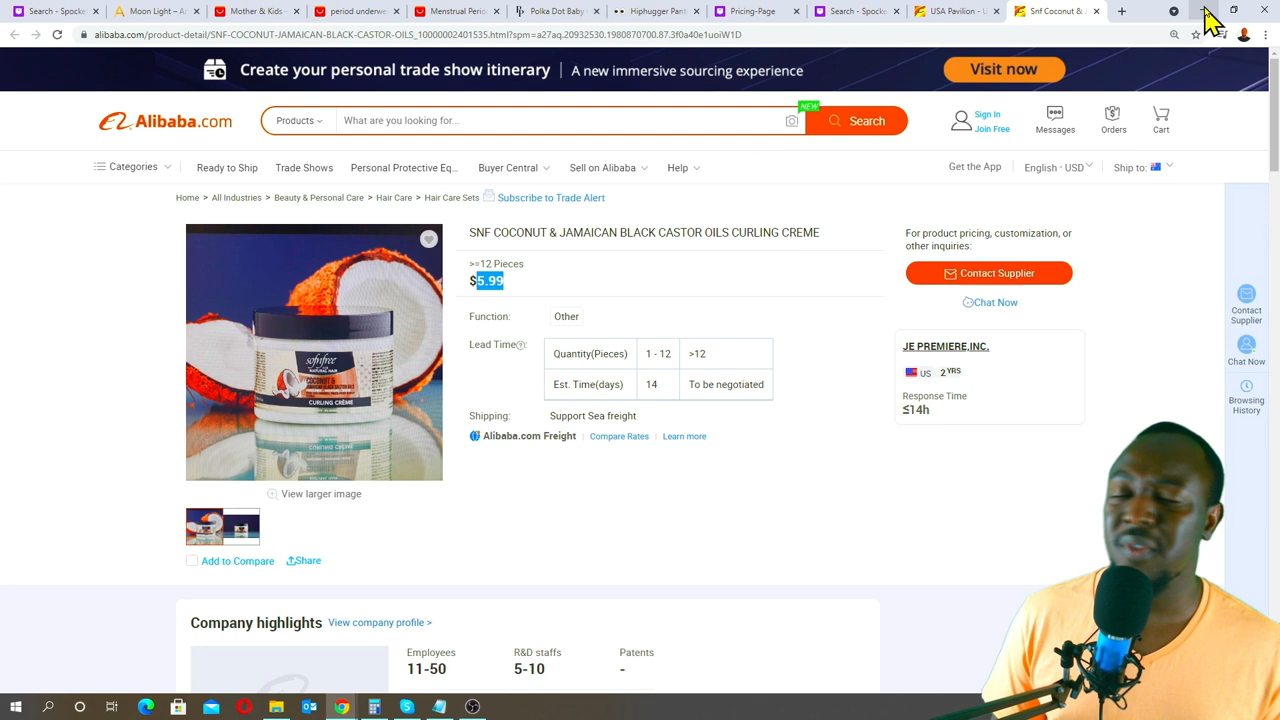 Search - Spocke
Moon Light – Ar
Mother & Kids -
period underwe
Menstrual Perio
Polka Dot Baby
Hiphugger Pant
Pricing-Page
Search - Spocke
USA Pavilion - U
Snf Coconut & J
alibaba.com/product-detail/SNF-COCONUT-JAMAICAN-BLACK-CASTOR-OILS_10000002401535.html?spm=a27aq.20932530.1980870700.87.3f0a40e1uoiW1D
Create your personal trade show itinerary | A new immersive sourcing experience
Visit now
Alibaba.com
Products
What are you looking for...
NEW
Search
Sign In
Join Free
Messages
Orders
Cart
Categories
Ready to Ship
Trade Shows
Personal Protective Eq...
Buyer Central
Sell on Alibaba
Help
Get the App
English - USD
Ship to:
Home > All Industries > Beauty & Personal Care > Hair Care > Hair Care Sets
Subscribe to Trade Alert
SNF COCONUT & JAMAICAN BLACK CASTOR OILS CURLING CREME
>=12 Pieces
$5.99
Function: Other
Lead Time:
Quantity(Pieces) 1 - 12 >12
Est. Time(days) 14 To be negotiated
Shipping: Support Sea freight
Alibaba.com Freight | Compare Rates | Learn more
For product pricing, customization, or
other inquiries:
Contact Supplier
Chat Now
JE PREMIERE,INC.
US 2 YRS
Response Time
≤14h
Contact
Supplier
Chat Now
Browsing
History
sofnfree
NATURAL HAIR
COCONUT &
JAMAICAN BLACK CASTOR OILS
CURLING CRÈME
View larger image
Add to Compare
Share
Company highlights
View company profile >
Employees
11-50
R&D staffs
5-10
Patents
-